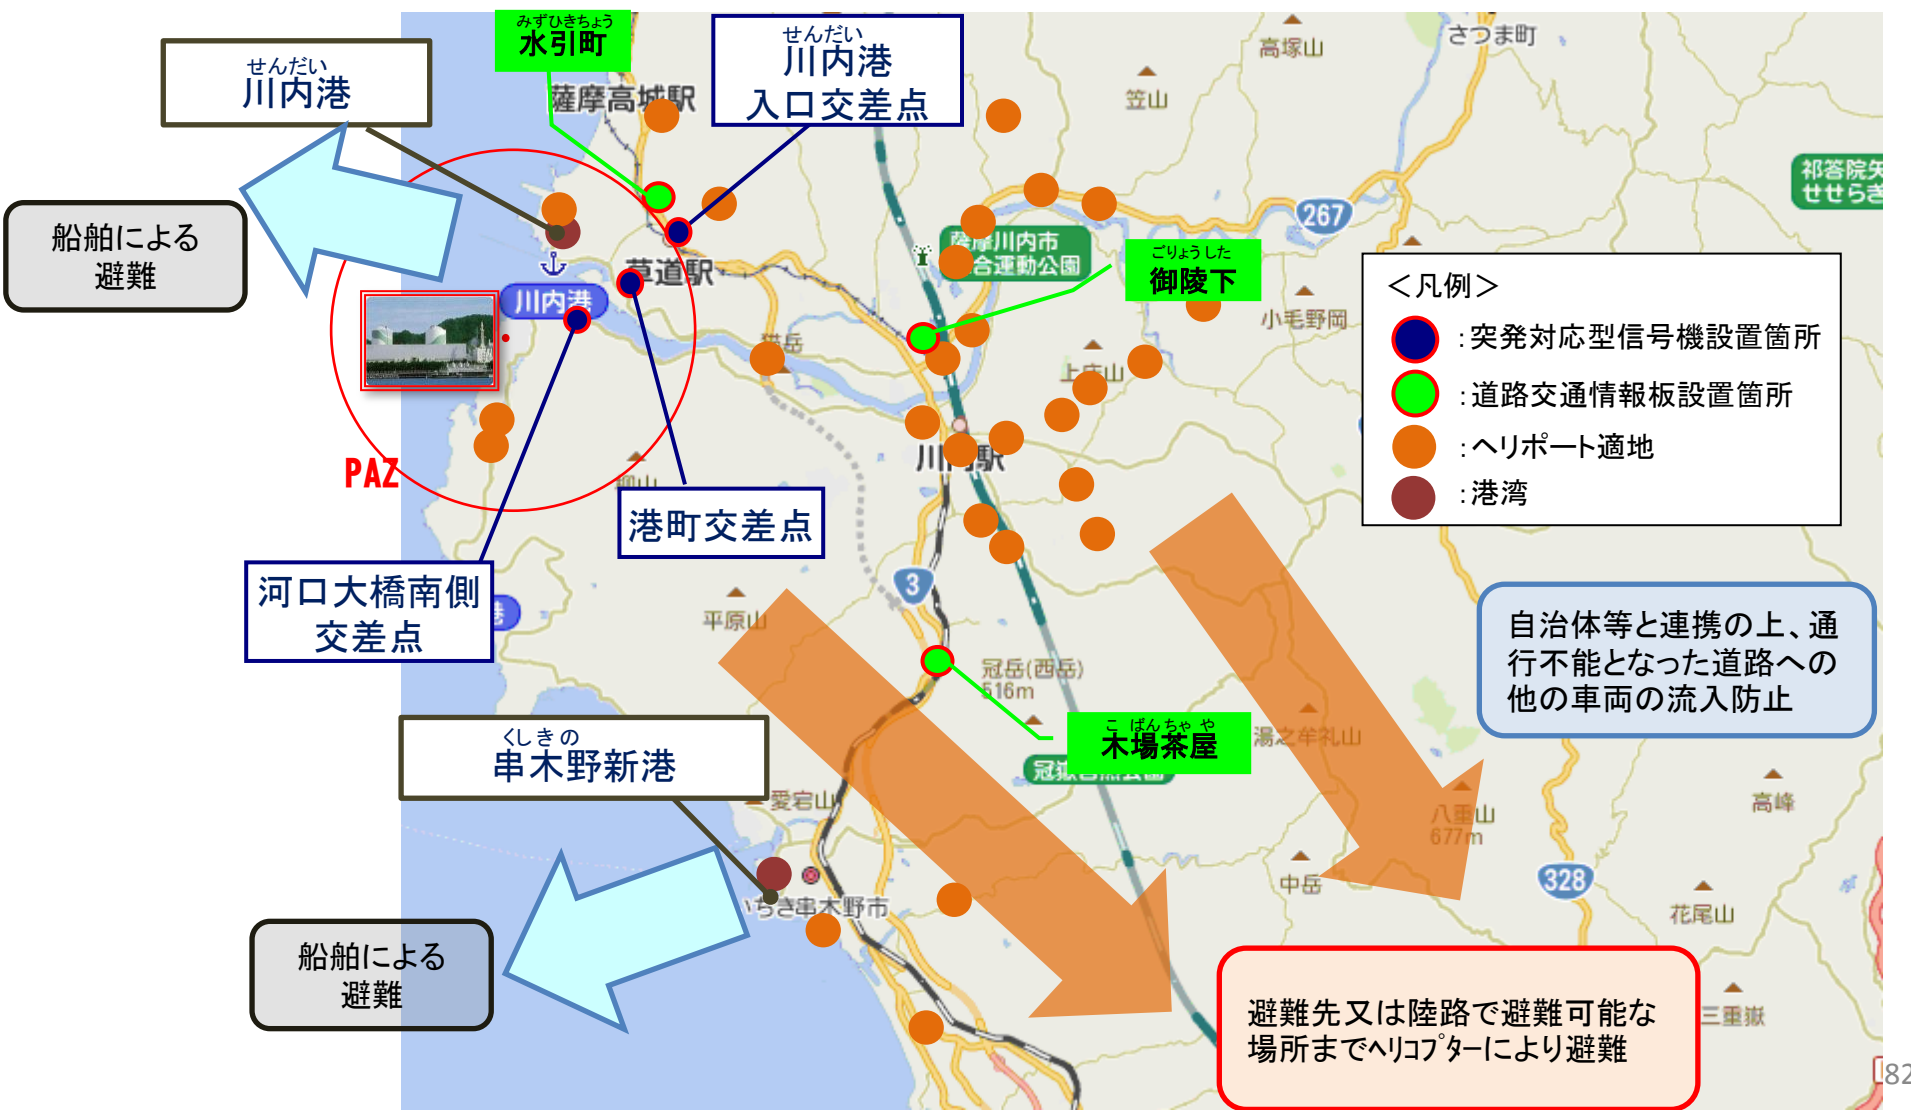 みずひきちょう
水引町
せんだい
川内港
せんだい
川内港
入口交差点
高塚山
さつま町
笠山
薩摩高城駅
267
船舶による
避難
草道駅
川内港
薩摩川内市
合運動公園
ごりょうした
御陵下
小毛野岡
＜凡例＞
：突発対応型信号機設置箇所
：道路交通情報板設置箇所
：ヘリポート適地
：港湾
PAZ
川内駅
港町交差点
河口大橋南側
交差点
3
平原山
冠岳(西岳)
516m
自治体等と連携の上、通
行不能となった道路への
他の車両の流入防止
こばんちゃや
木場茶屋
湯之牟礼山
くしきの
串木野新港
愛宕山
八重山
677m
高峰
中岳
328
花尾山
いちき串木野市
船舶による
避難
避難先又は陸路で避難可能な
場所までヘリコプターにより避難
三重嶽
82